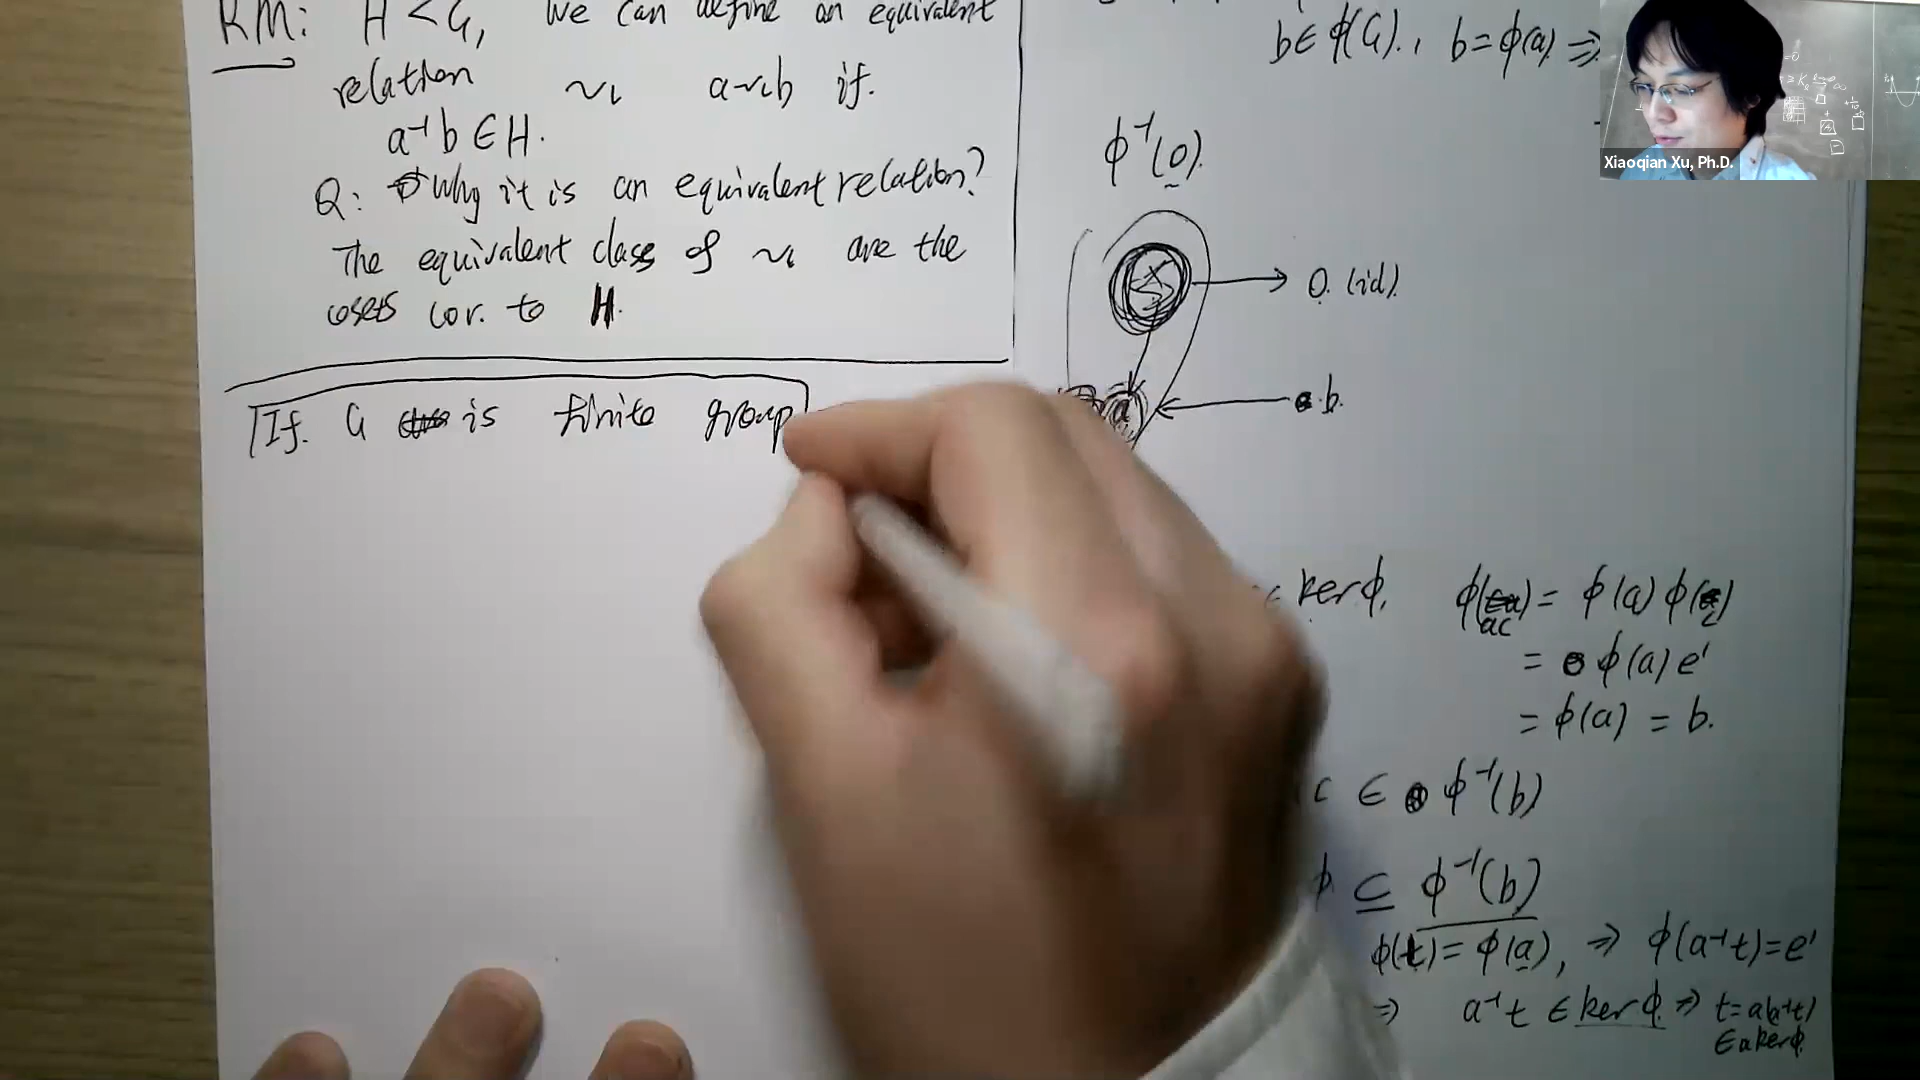 RM: H < G, We can define an equivalent
relation ~L a ~L b if.
a⁻¹b ∈ H.
Q: Why it is an equivalent relation?
The equivalent class of ~L are the
cosets cor. to H.
If. G is finite group
b ∈ ϕ(G)., b = ϕ(a) ⇒
ϕ⁻¹(0).
0. (id).
a
b.
ker ϕ, ϕ( ) = ϕ(a) ϕ( )
ac c
= ϕ(a) e'
= ϕ(a) = b.
c ∈ ϕ⁻¹(b)
ϕ ⊆ ϕ⁻¹(b)
ϕ(t) = ϕ(a), ⇒ ϕ(a⁻¹t) = e'
⇒ a⁻¹t ∈ ker ϕ ⇒ t = a(a⁻¹t)
∈ a ker ϕ.
Xiaoqian Xu, Ph.D.